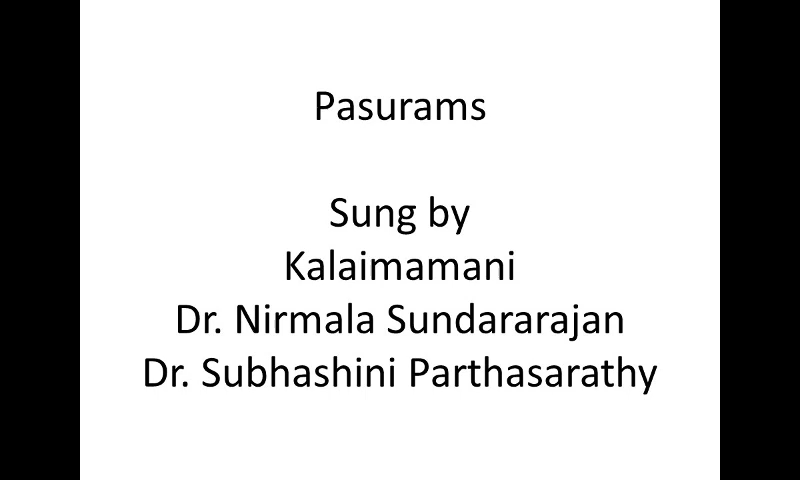 Pasurams
Sung by
Kalaimamani
Dr. Nirmala Sundararajan
Dr. Subhashini Parthasarathy